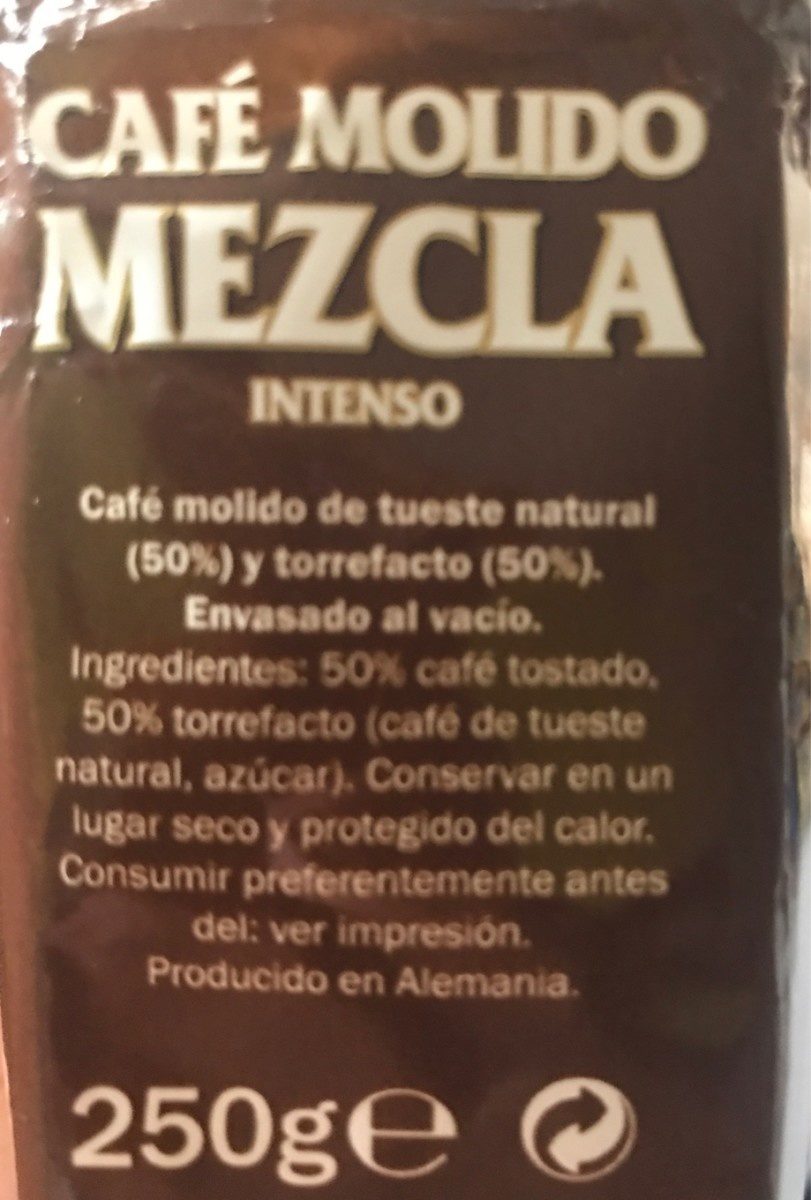 CAFÉ MOLIDO
MEZCLA
INTENSO
Café molido de tueste natural
(50%) y torrefacto (50%).
Envasado al vacío.
Ingredientes: 50% café tostado,
50% torrefacto (café de tueste
natural, azúcar). Conservar en un
lugar seco y protegido del calor.
Consumir preferentemente antes
del: ver impresión.
Producido en Alemania.
250g℮